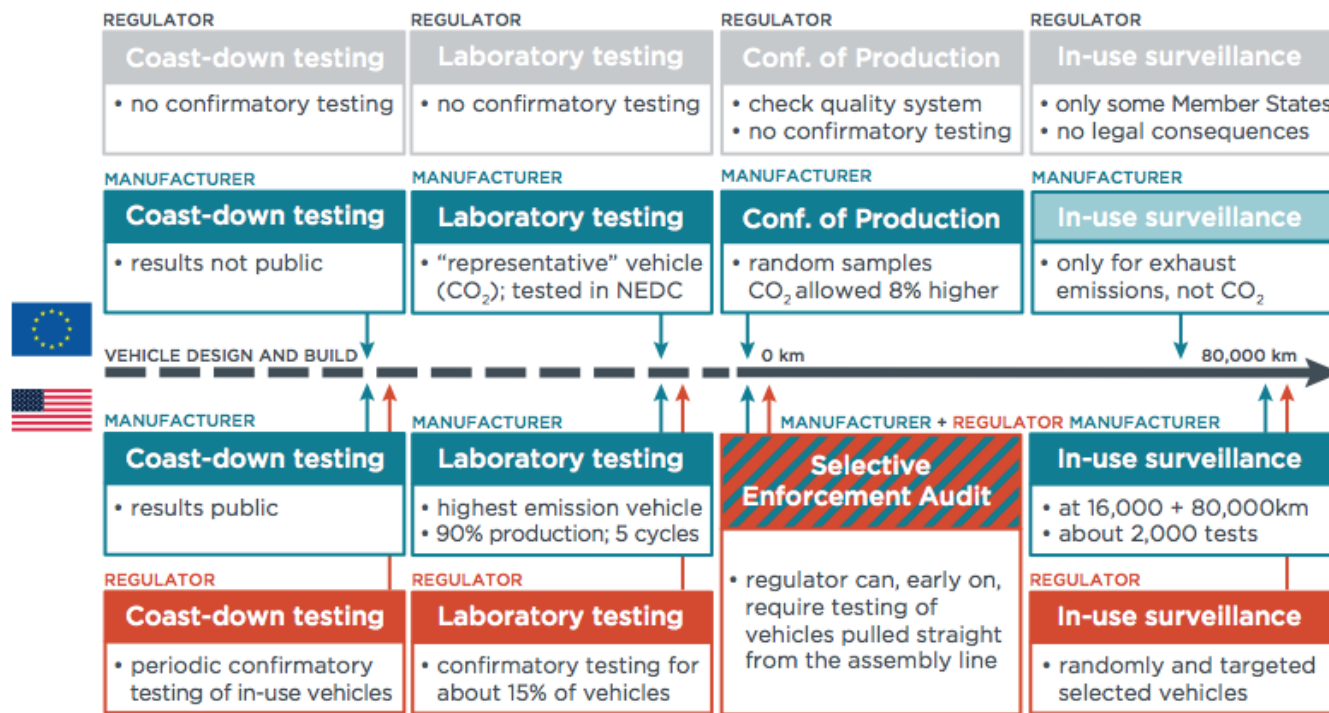 REGULATOR
Coast-down testing
• no confirmatory testing
REGULATOR
Laboratory testing
• no confirmatory testing
REGULATOR
Conf. of Production
• check quality system
• no confirmatory testing
REGULATOR
In-use surveillance
• only some Member States
• no legal consequences
MANUFACTURER
Coast-down testing
• results not public
MANUFACTURER
Laboratory testing
• “representative” vehicle
(CO₂); tested in NEDC
MANUFACTURER
Conf. of Production
• random samples
CO₂ allowed 8% higher
MANUFACTURER
In-use surveillance
• only for exhaust
emissions, not CO₂
VEHICLE DESIGN AND BUILD
0 km
80,000 km
MANUFACTURER
Coast-down testing
• results public
MANUFACTURER
Laboratory testing
• highest emission vehicle
• 90% production; 5 cycles
MANUFACTURER + REGULATOR
Selective
Enforcement Audit
• regulator can, early on,
require testing of
vehicles pulled straight
from the assembly line
MANUFACTURER
In-use surveillance
• at 16,000 + 80,000km
• about 2,000 tests
REGULATOR
Coast-down testing
• periodic confirmatory
testing of in-use vehicles
REGULATOR
Laboratory testing
• confirmatory testing for
about 15% of vehicles
REGULATOR
In-use surveillance
• randomly and targeted
selected vehicles